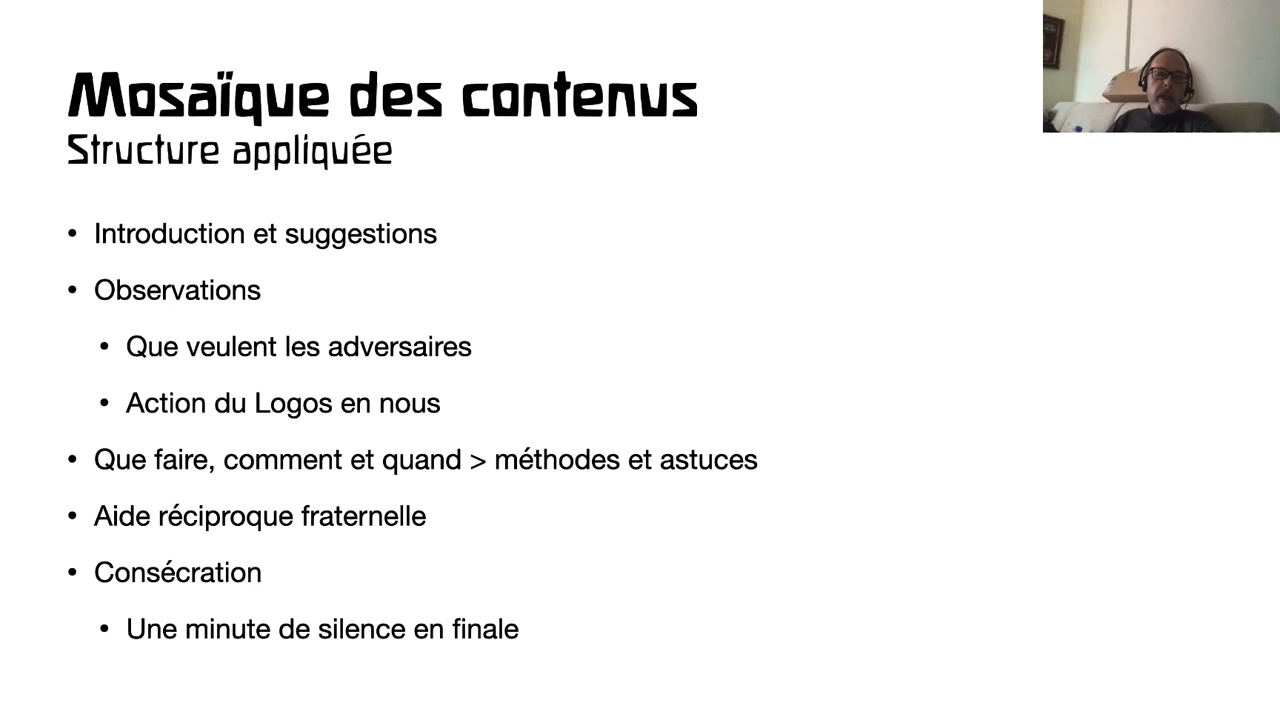 Mosaïque des contenus
Structure appliquée
• Introduction et suggestions
• Observations
• Que veulent les adversaires
• Action du Logos en nous
• Que faire, comment et quand > méthodes et astuces
• Aide réciproque fraternelle
• Consécration
• Une minute de silence en finale